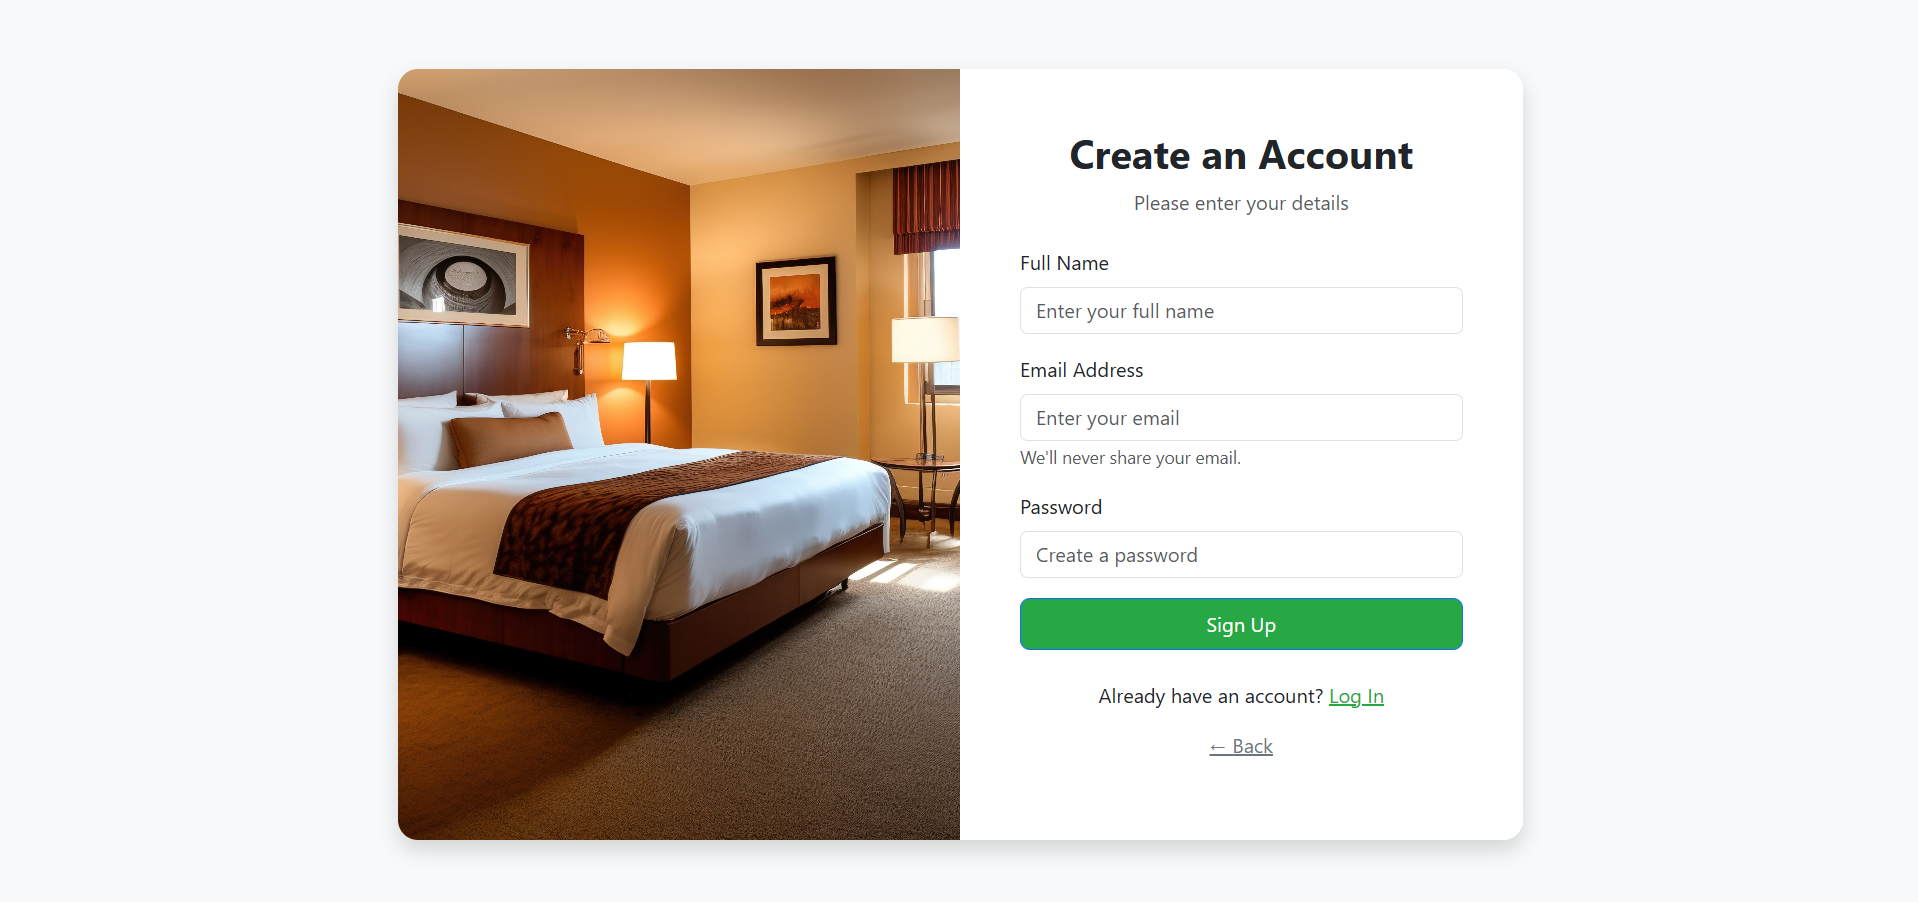 Create an Account
Please enter your details
Full Name
Enter your full name
Email Address
Enter your email
We'll never share your email.
Password
Create a password
Sign Up
Already have an account? Log In
← Back